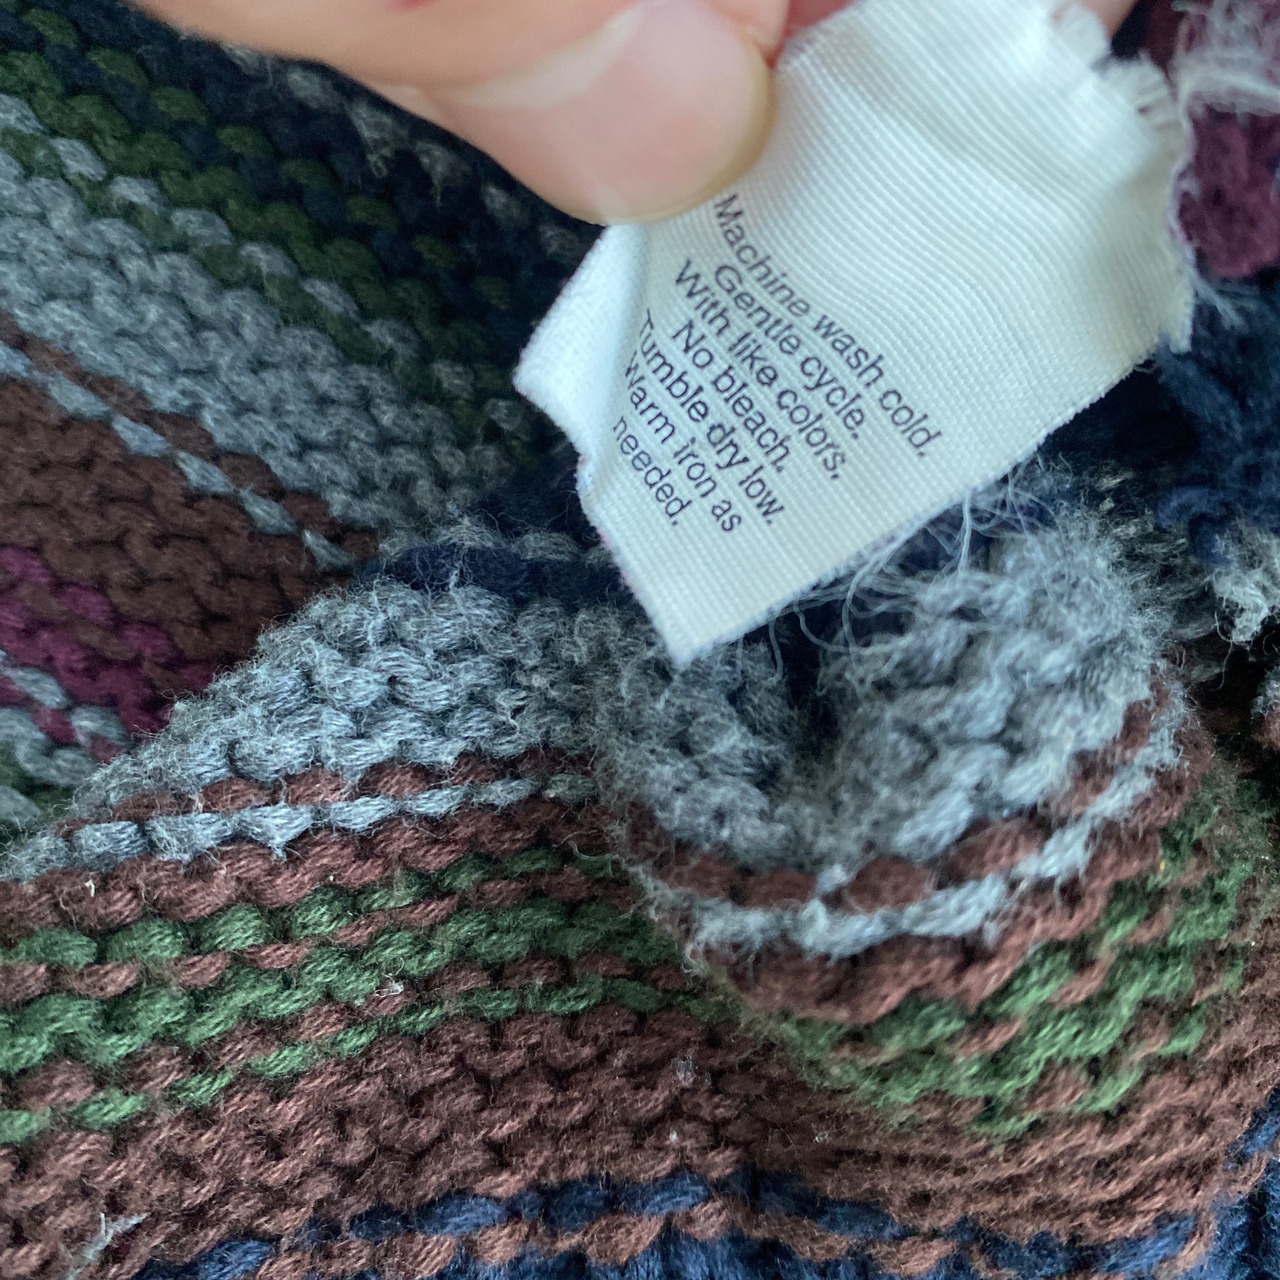 Machine wash cold.
Gentle cycle.
With like colors,
No bleach.
Tumble dry low.
Warm iron as
needed.